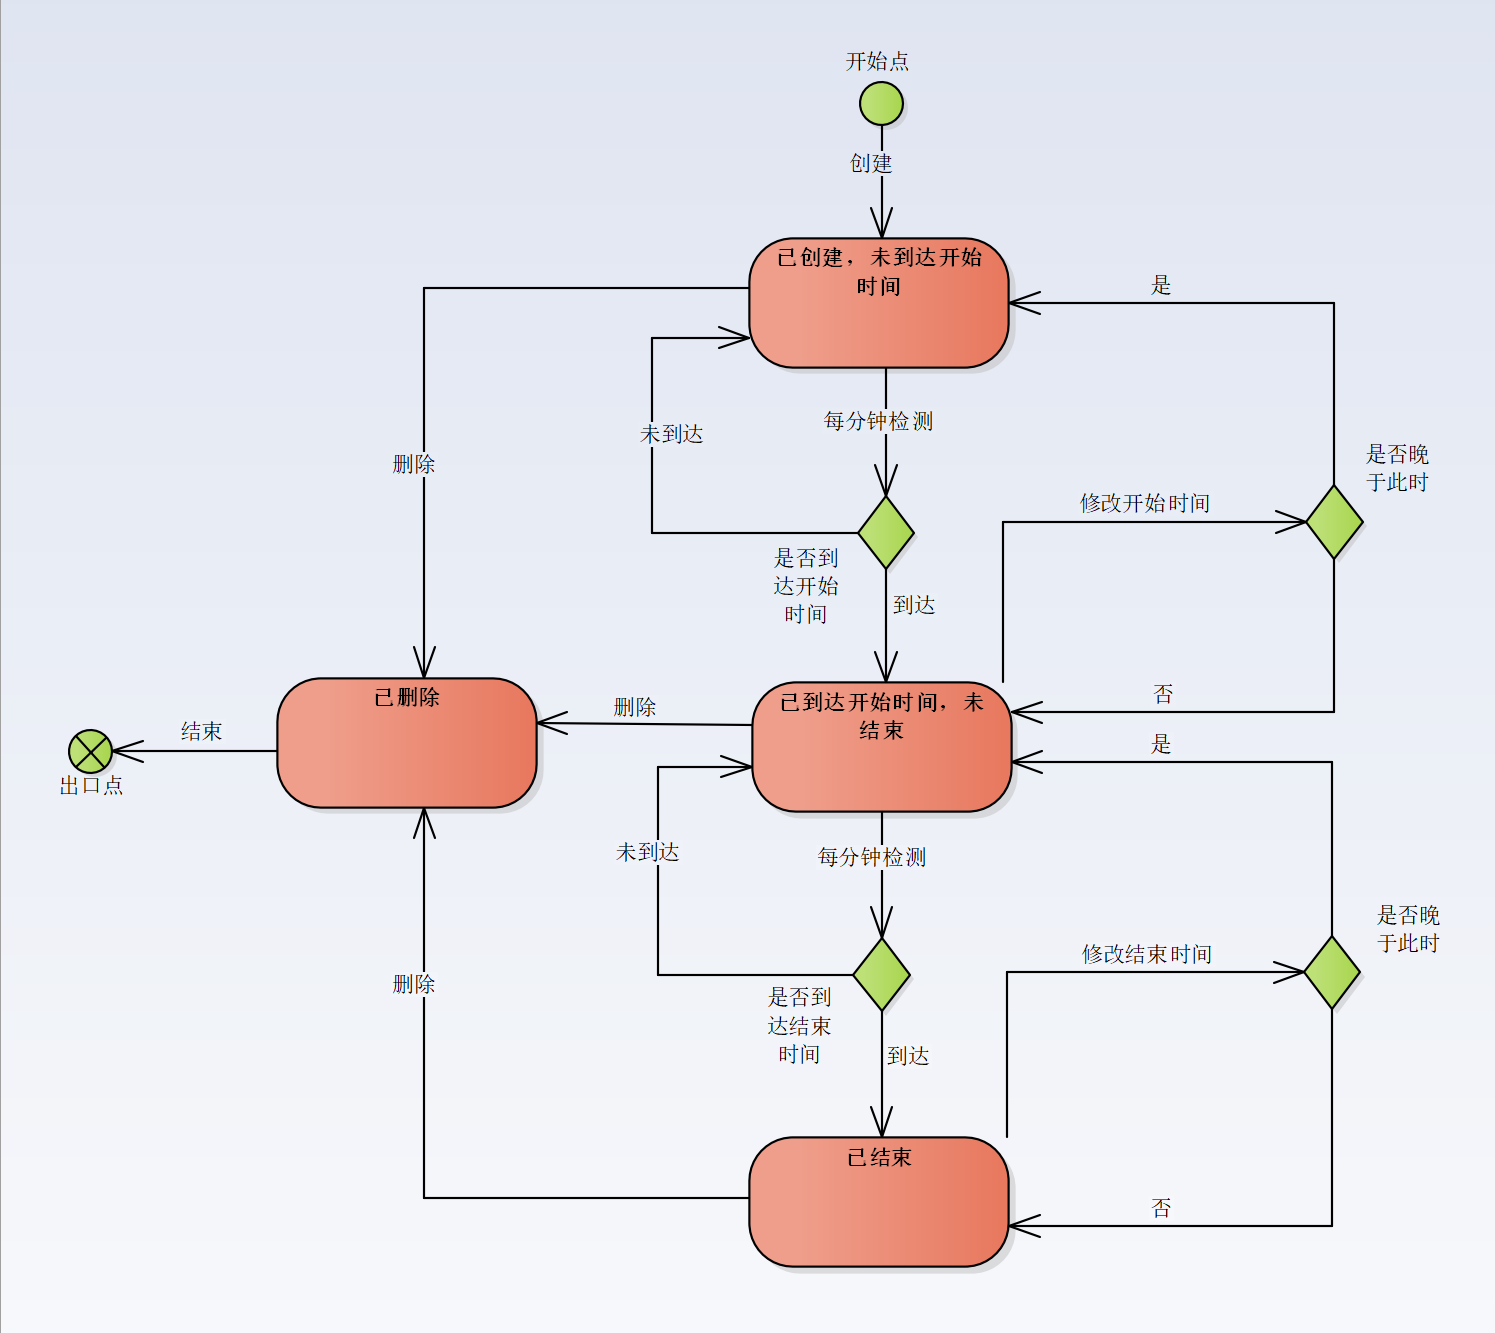 开始点
创建
已创建，未到达开始
时间
是
删除
未到达
每分钟检测
是否晚
于此时
修改开始时间
是否到
达开始
时间
到达
已删除
删除
已到达开始时间，未
结束
否
结束
出口点
是
未到达
每分钟检测
是否晚
于此时
修改结束时间
删除
是否到
达结束
时间
到达
已结束
否